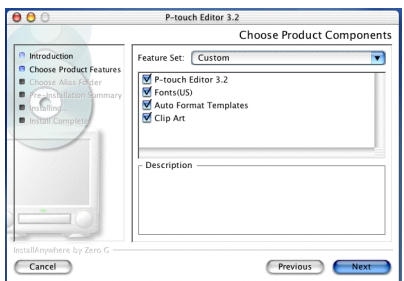 P-touch Editor 3.2
Choose Product Components
Introduction
Choose Product Features
Choose Alias Folder
Pre-Installation Summary
Installing...
Install Complete
Feature Set: Custom
P-touch Editor 3.2
Fonts(US)
Auto Format Templates
Clip Art
Description
InstallAnywhere by Zero G
Cancel Previous Next